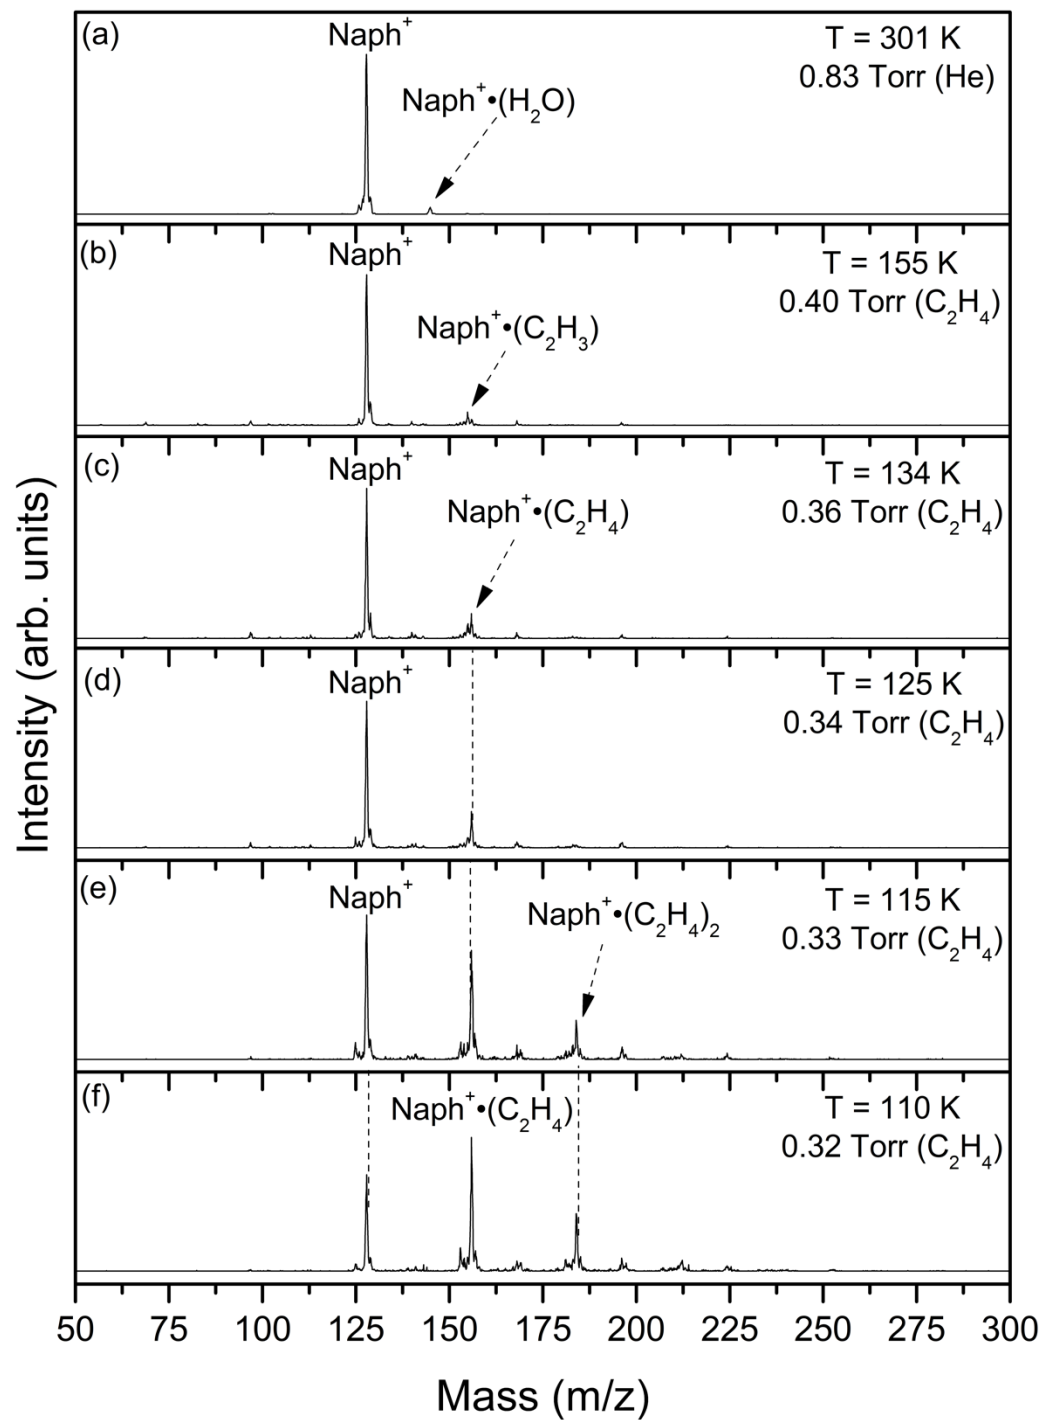 (a)
Naph⁺
Naph⁺•(H₂O)
T = 301 K
0.83 Torr (He)
(b)
Naph⁺
Naph⁺•(C₂H₃)
T = 155 K
0.40 Torr (C₂H₄)
(c)
Naph⁺
Naph⁺•(C₂H₄)
T = 134 K
0.36 Torr (C₂H₄)
(d)
Naph⁺
T = 125 K
0.34 Torr (C₂H₄)
(e)
Naph⁺
Naph⁺•(C₂H₄)₂
T = 115 K
0.33 Torr (C₂H₄)
(f)
Naph⁺•(C₂H₄)
T = 110 K
0.32 Torr (C₂H₄)
Intensity (arb. units)
50 75 100 125 150 175 200 225 250 275 300
Mass (m/z)